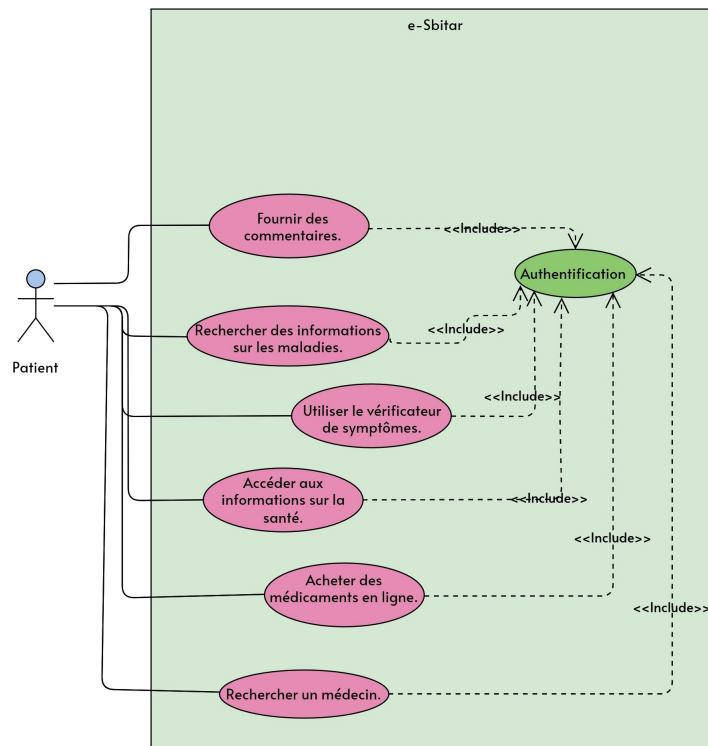 e-Sbitar
Fournir des
commentaires.
<<Include>>
Authentification
Rechercher des informations
sur les maladies.
<<Include>>
Patient
Utiliser le vérificateur
de symptômes.
<<Include>>
Accéder aux
informations sur la
santé.
<<Include>>
<<Include>>
Acheter des
médicaments en ligne.
<<Include>>
Rechercher un médecin.